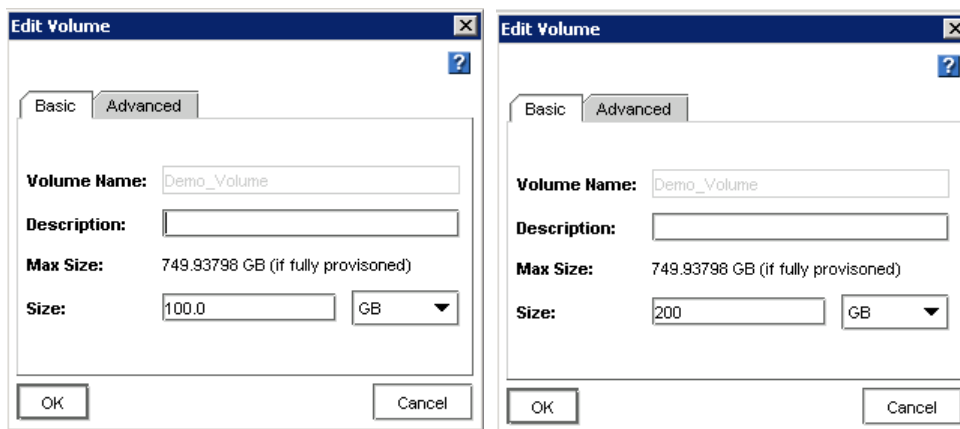 Edit Volume
?
Basic
Advanced
Volume Name: Demo_Volume
Description:
Max Size: 749.93798 GB (if fully provisoned)
Size: 100.0 GB
OK
Cancel
Edit Volume
?
Basic
Advanced
Volume Name: Demo_Volume
Description:
Max Size: 749.93798 GB (if fully provisoned)
Size: 200 GB
OK
Cancel